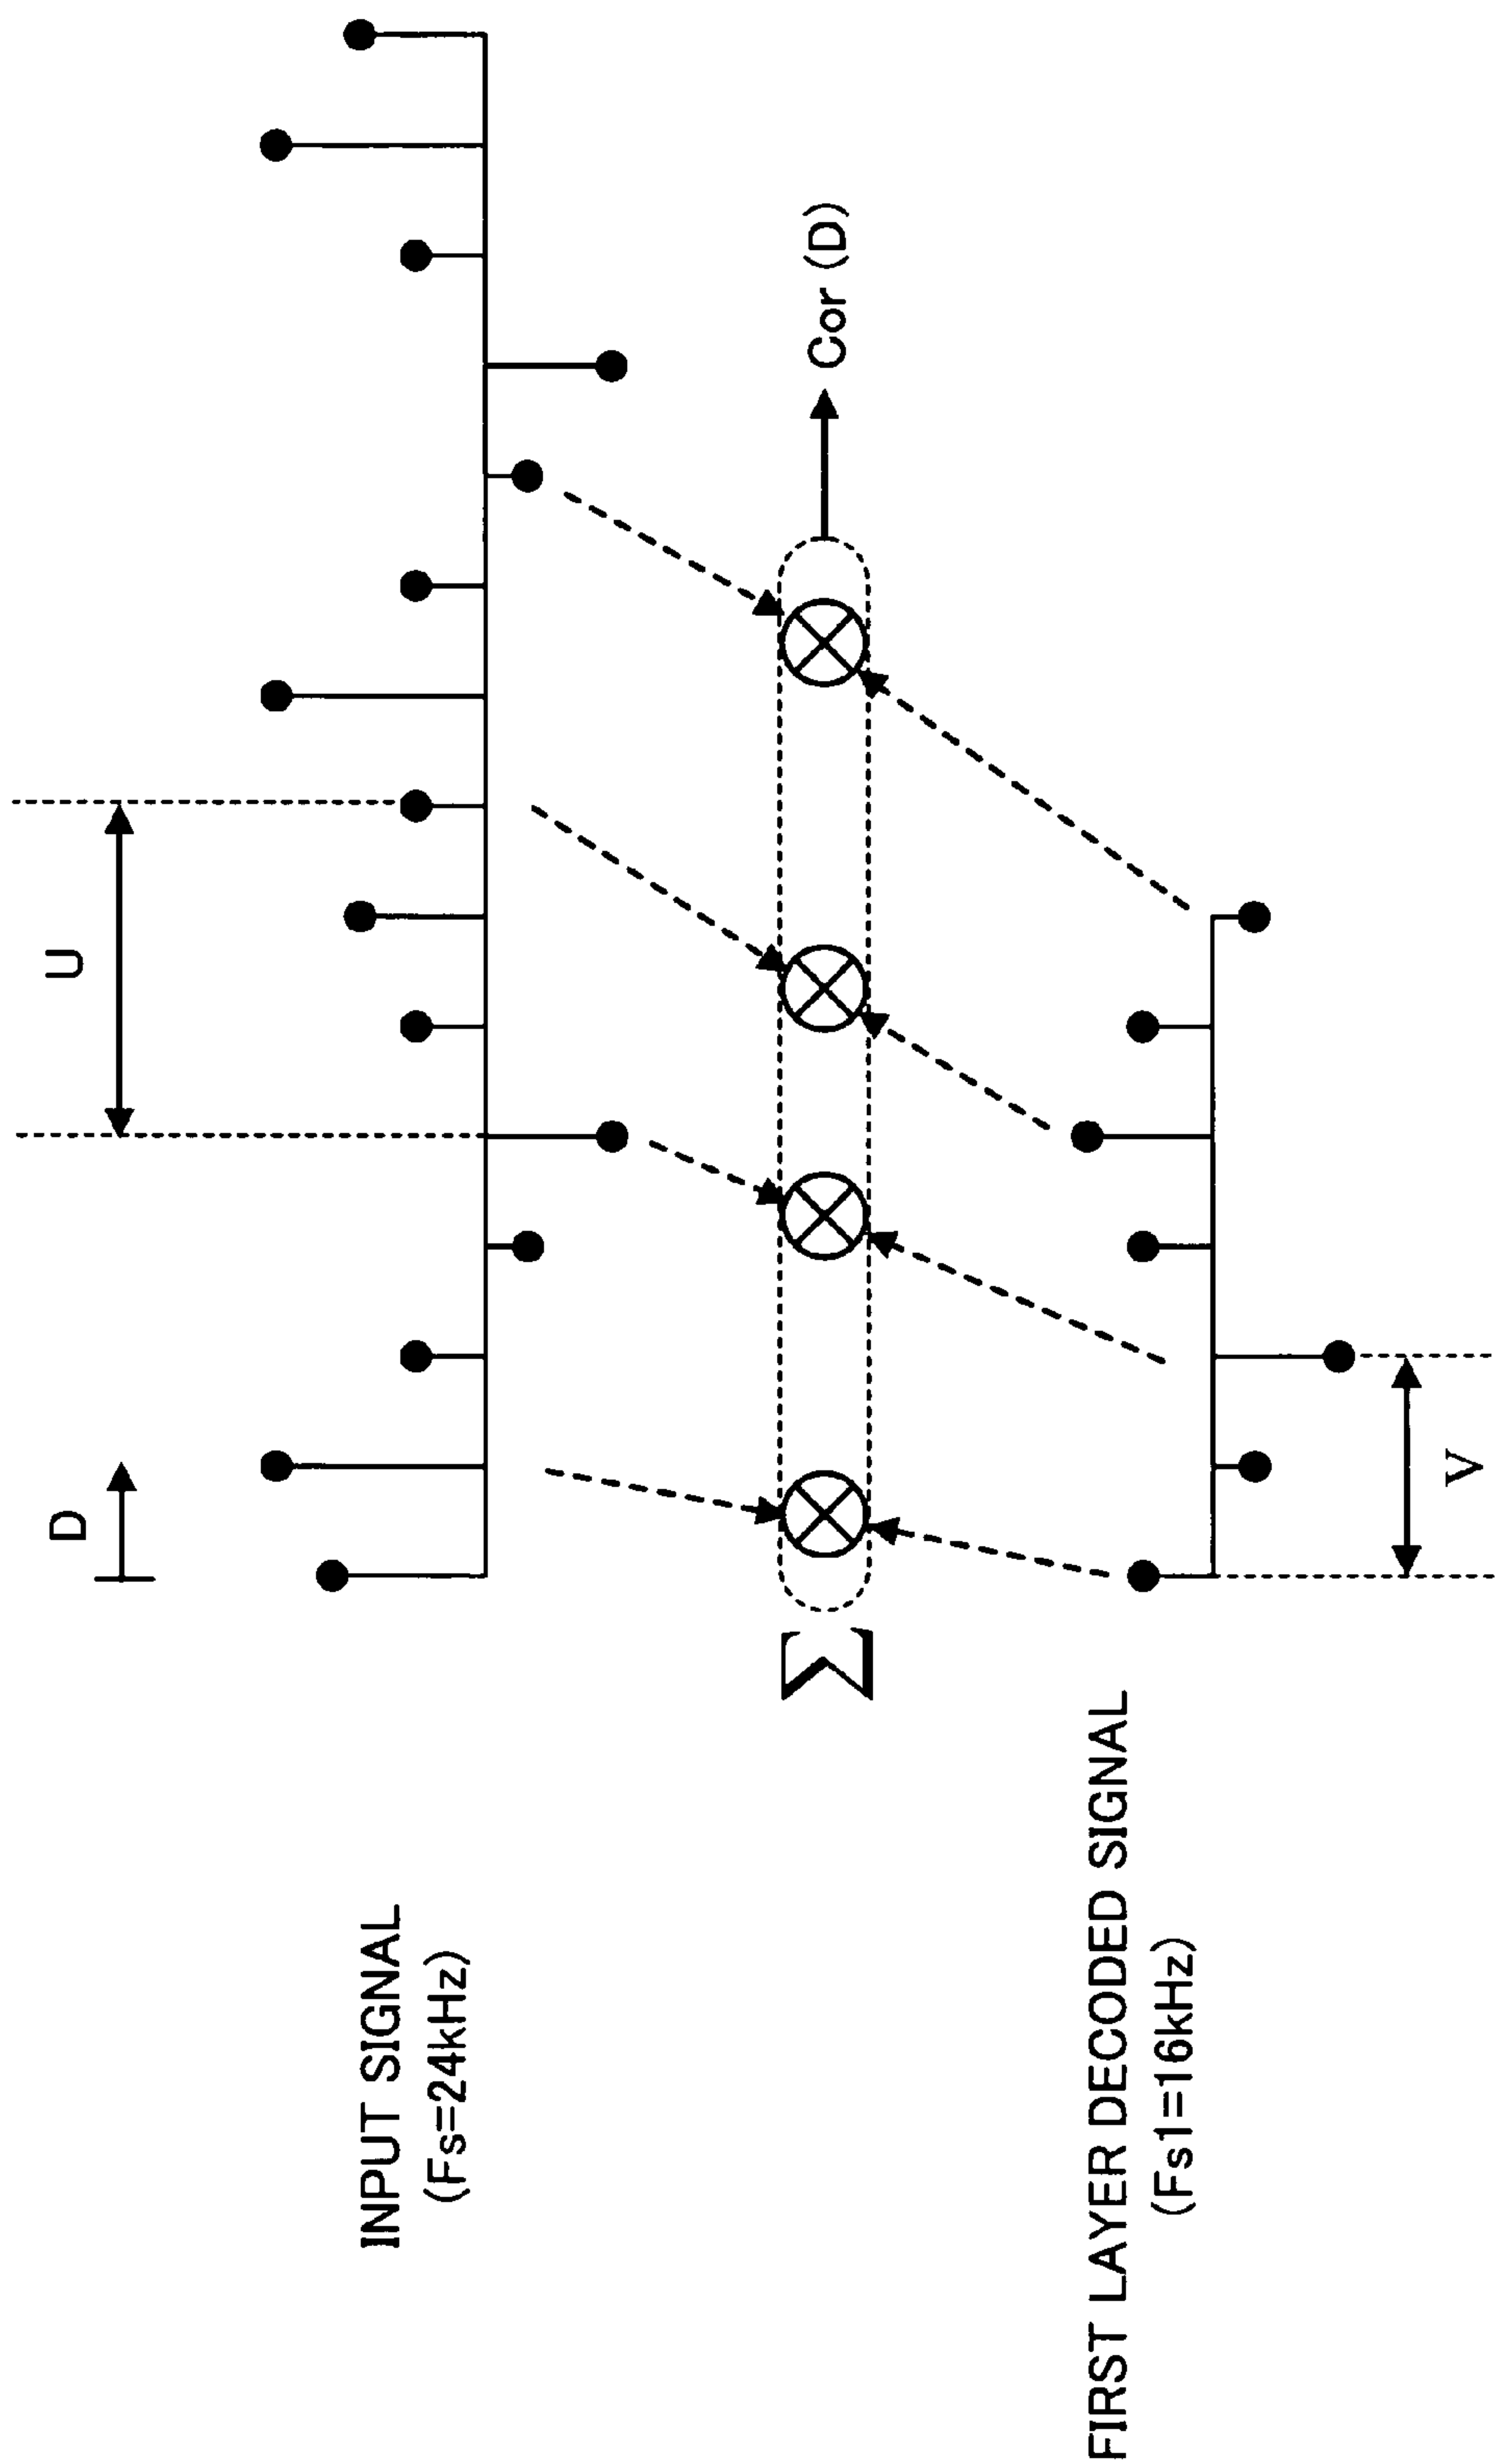 INPUT SIGNAL
(Fs=24kHz)
D
U
Σ
Cor (D)
FIRST LAYER DECODED SIGNAL
(Fs1=16kHz)
V